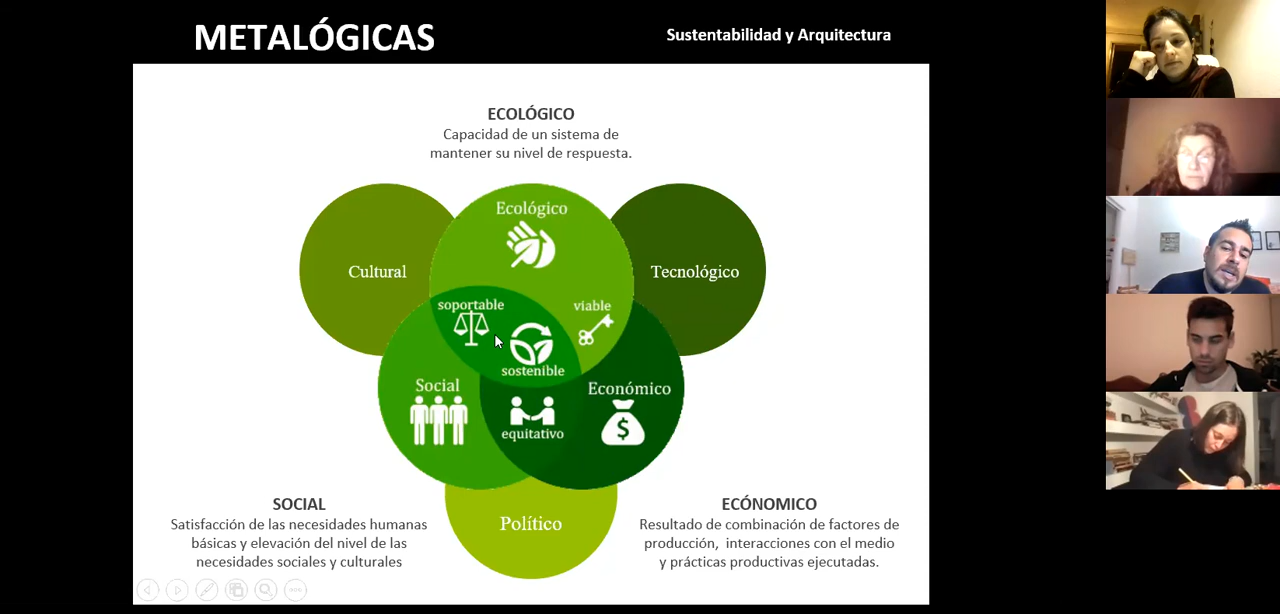 METALÓGICAS
Sustentabilidad y Arquitectura
ECOLÓGICO
Capacidad de un sistema de
mantener su nivel de respuesta.
Ecológico
Cultural
Tecnológico
soportable
viable
sostenible
Social
Económico
$
equitativo
Político
SOCIAL
Satisfacción de las necesidades humanas
básicas y elevación del nivel de las
necesidades sociales y culturales
ECÓNOMICO
Resultado de combinación de factores de
producción, interacciones con el medio
y prácticas productivas ejecutadas.